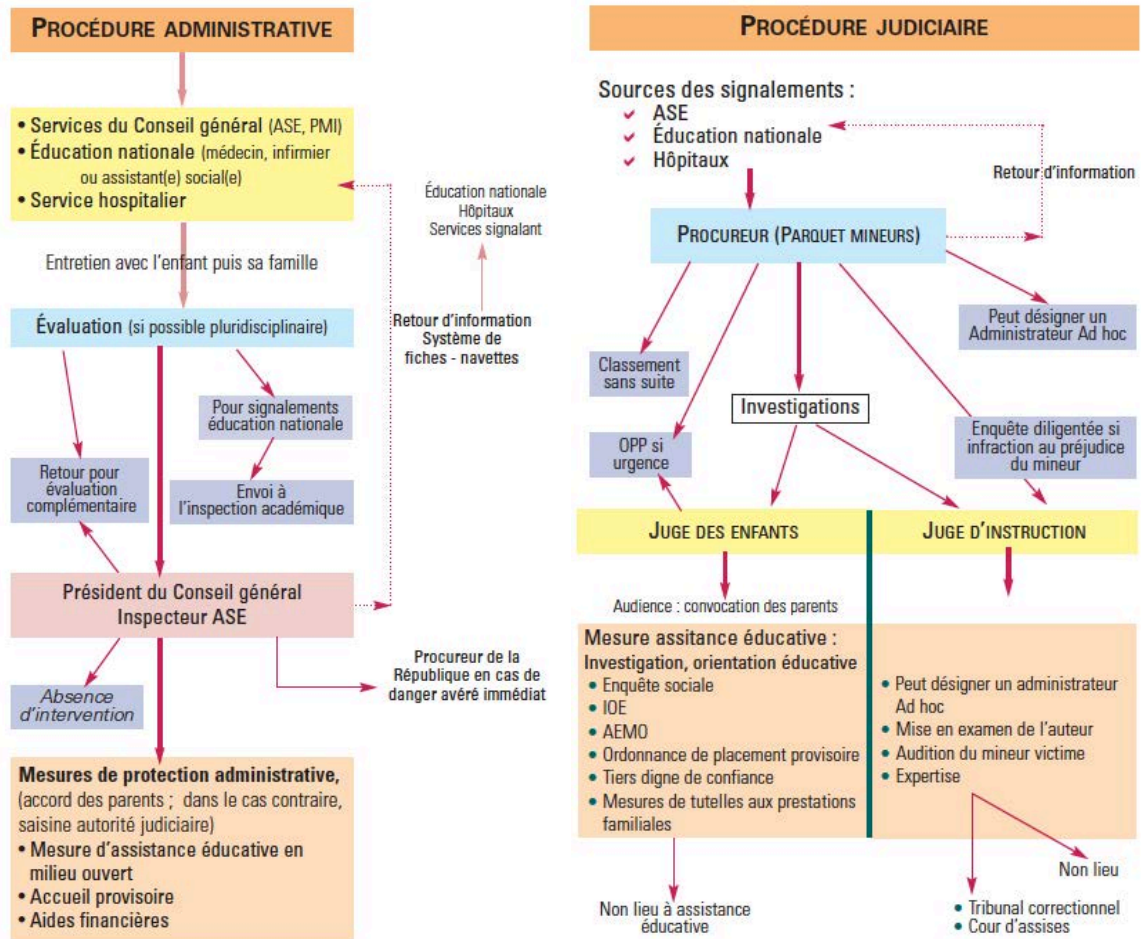 PROCÉDURE ADMINISTRATIVE
• Services du Conseil général (ASE, PMI)
• Éducation nationale (médecin, infirmier
ou assistant(e) social(e)
• Service hospitalier
Entretien avec l'enfant puis sa famille
Évaluation (si possible pluridisciplinaire)
Pour signalements
éducation nationale
Retour pour
évaluation
complémentaire
Envoi à
l'inspection académique
Éducation nationale
Hôpitaux
Services signalant
Retour d'information
Système de
fiches - navettes
Président du Conseil général
Inspecteur ASE
Absence
d'intervention
Procureur de la
République en cas de
danger avéré immédiat
Mesures de protection administrative,
(accord des parents ; dans le cas contraire,
saisine autorité judiciaire)
• Mesure d'assistance éducative en
milieu ouvert
• Accueil provisoire
• Aides financières
PROCÉDURE JUDICIAIRE
Sources des signalements :
ASE
Éducation nationale
Hôpitaux
Retour d'information
PROCUREUR (PARQUET MINEURS)
Peut désigner un
Administrateur Ad hoc
Classement
sans suite
Investigations
OPP si
urgence
Enquête diligentée si
infraction au préjudice
du mineur
JUGE DES ENFANTS
JUGE D'INSTRUCTION
Audience : convocation des parents
Mesure assitance éducative :
Investigation, orientation éducative
• Enquête sociale
• IOE
• AEMO
• Ordonnance de placement provisoire
• Tiers digne de confiance
• Mesures de tutelles aux prestations
familiales
• Peut désigner un administrateur
Ad hoc
• Mise en examen de l'auteur
• Audition du mineur victime
• Expertise
Non lieu à assistance
éducative
Non lieu
• Tribunal correctionnel
• Cour d'assises